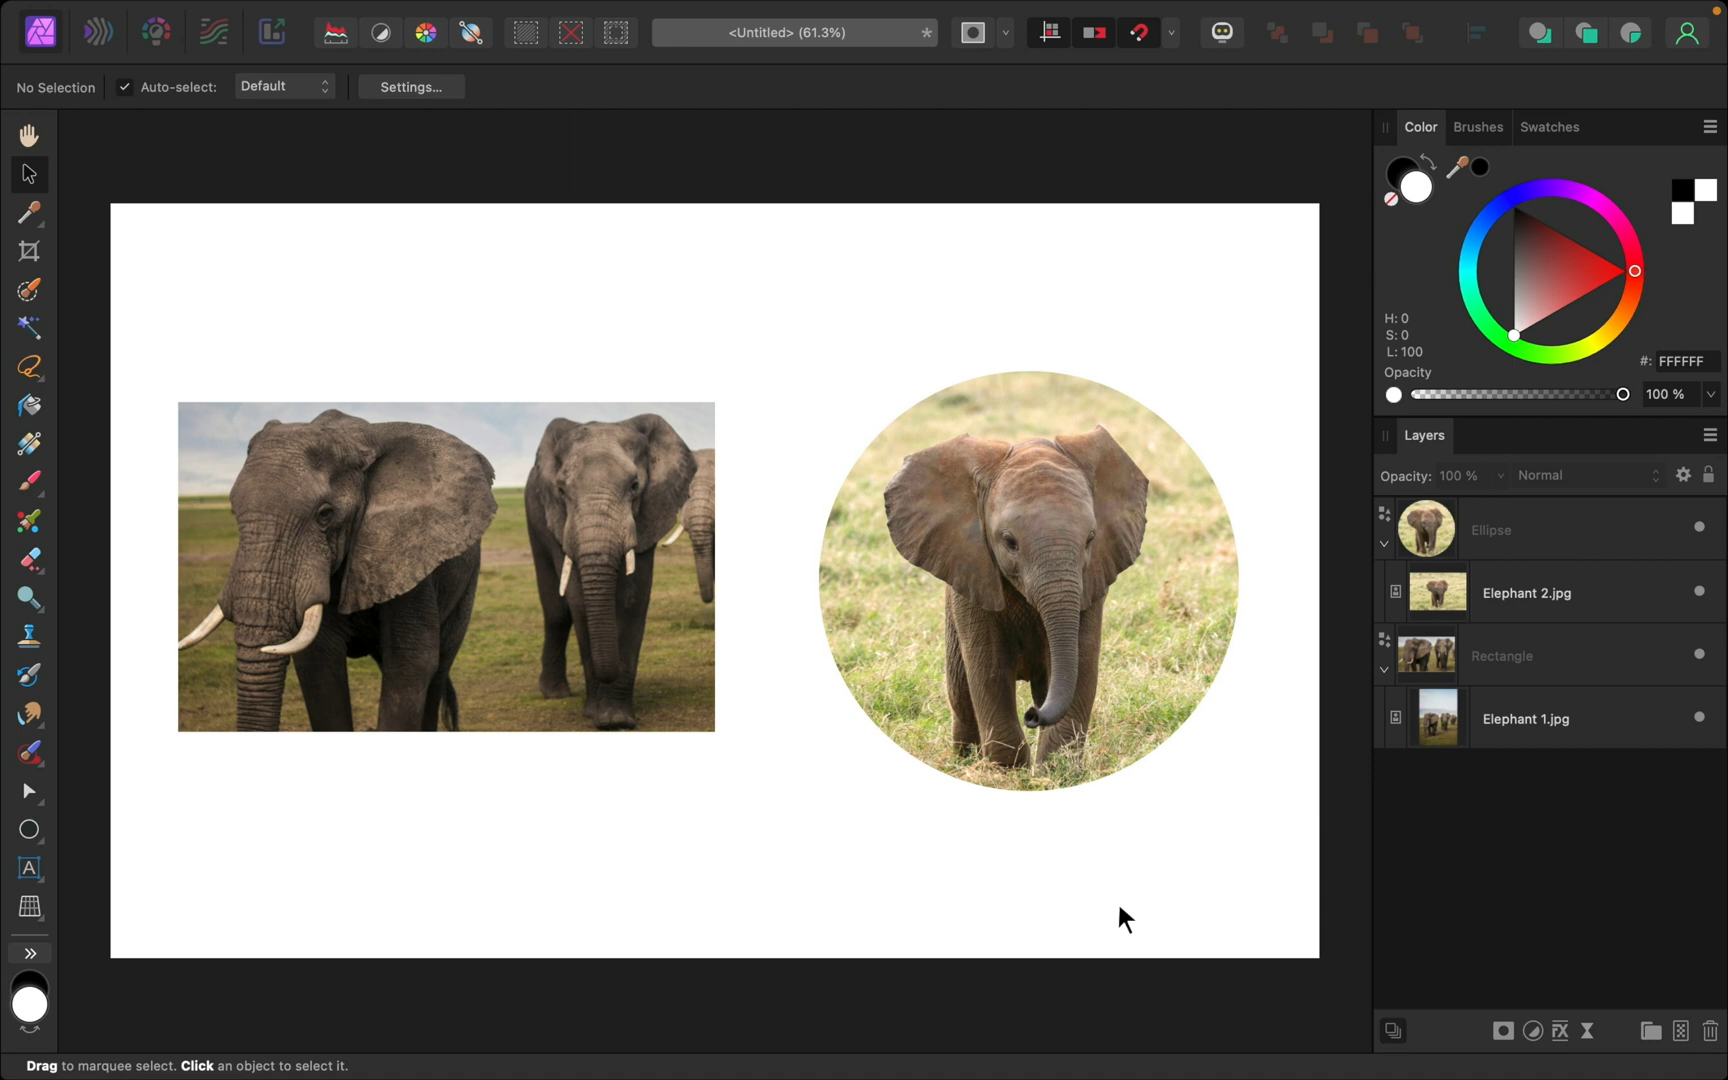 <Untitled> (61.3%)
*
No Selection
Auto-select:
Default
Settings...
Color
Brushes
Swatches
H: 0
S: 0
L: 100
#: FFFFFF
Opacity
100 %
Layers
Opacity: 100 %
Normal
Ellipse
Elephant 2.jpg
Rectangle
Elephant 1.jpg
A
FX
Drag to marquee select. Click an object to select it.